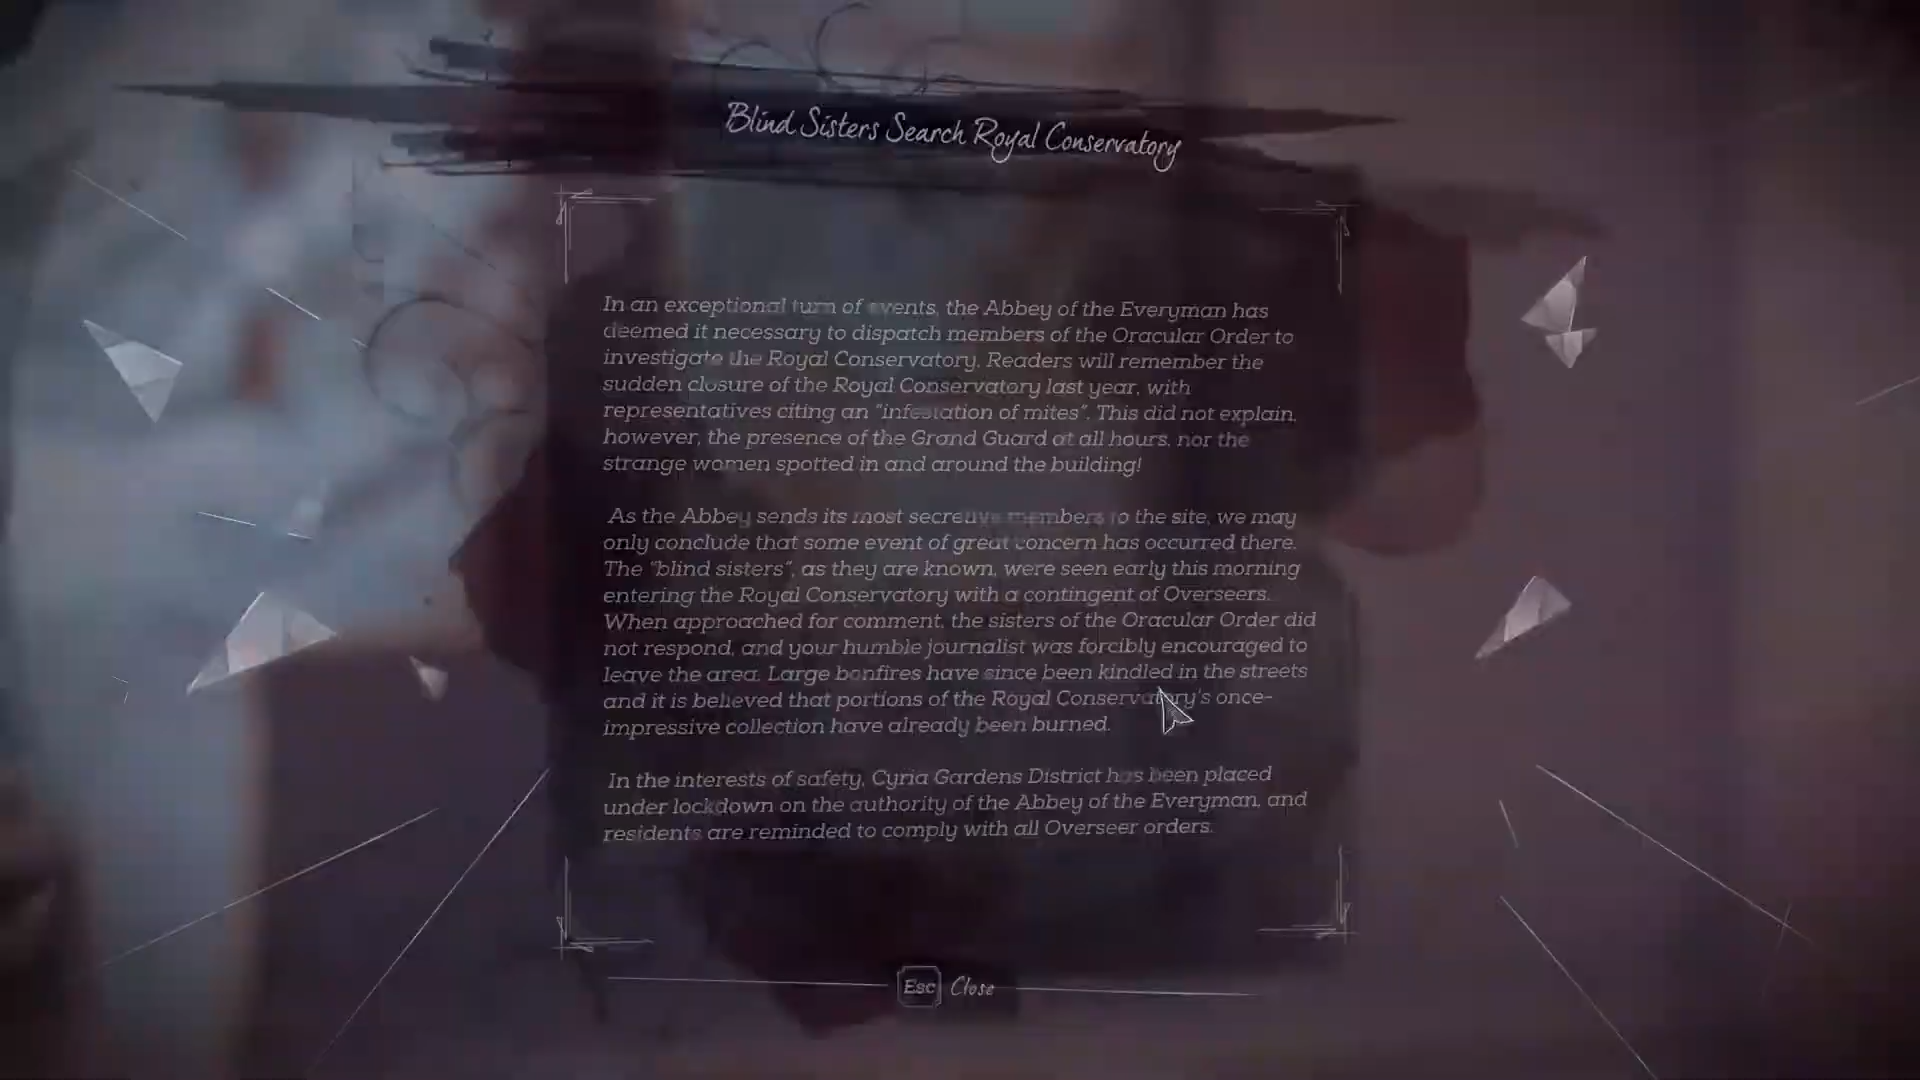 Blind Sisters Search Royal Conservatory
In an exceptional turn of events, the Abbey of the Everyman has
deemed it necessary to dispatch members of the Oracular Order to
investigate the Royal Conservatory. Readers will remember the
sudden closure of the Royal Conservatory last year, with
representatives citing an "infestation of mites". This did not explain,
however, the presence of the Grand Guard at all hours, nor the
strange women spotted in and around the building!
As the Abbey sends its most secretive members to the site, we may
only conclude that some event of great concern has occurred there.
The "blind sisters", as they are known, were seen early this morning
entering the Royal Conservatory with a contingent of Overseers.
When approached for comment, the sisters of the Oracular Order did
not respond, and your humble journalist was forcibly encouraged to
leave the area. Large bonfires have since been kindled in the streets
and it is believed that portions of the Royal Conservatory's once-
impressive collection have already been burned.
In the interests of safety, Cyria Gardens District has been placed
under lockdown on the authority of the Abbey of the Everyman, and
residents are reminded to comply with all Overseer orders.
Esc Close